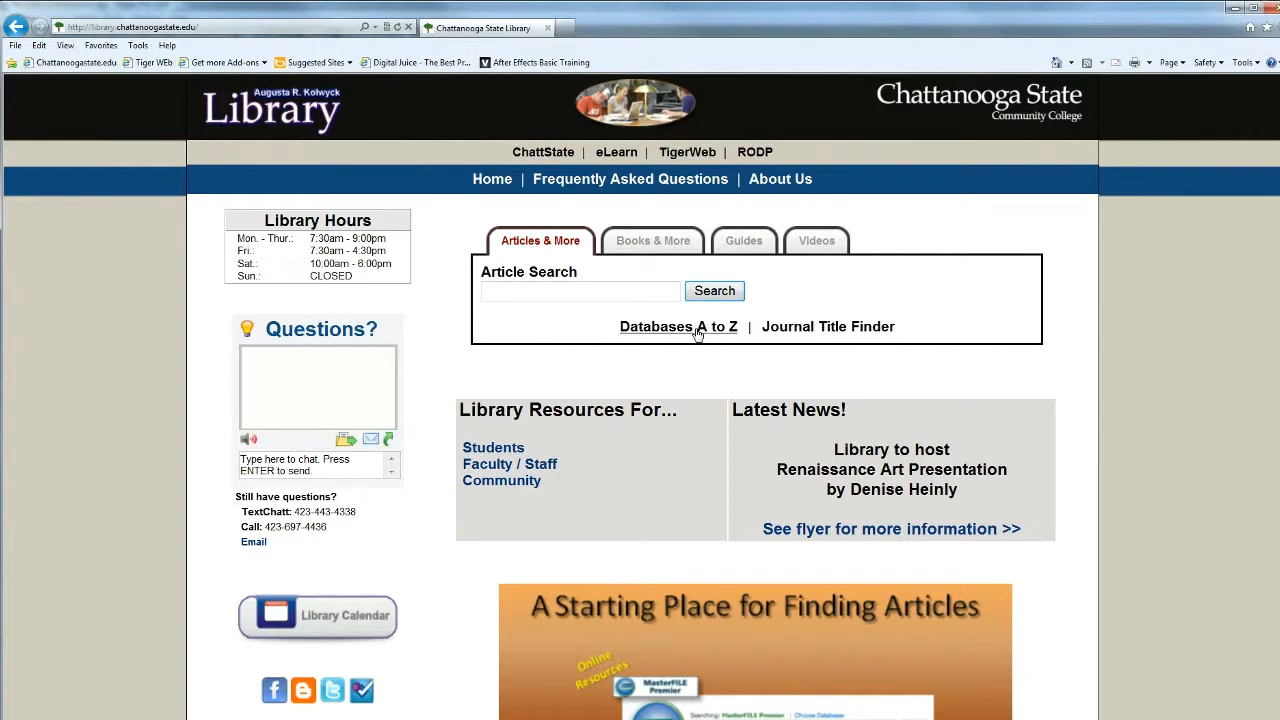 http://library.chattanoogastate.edu/
Chattanooga State Library
File Edit View Favorites Tools Help
Chattanoogastate.edu Tiger WEB Get more Add-ons Suggested Sites Digital Juice - The Best Pr... After Effects Basic Training
Page Safety Tools
Augusta R. Kolwyck
Library
Chattanooga State
Community College
ChattState | eLearn | TigerWeb | RODP
Home | Frequently Asked Questions | About Us
Library Hours
Mon. - Thur.: 7:30am - 9:00pm
Fri.: 7:30am - 4:30pm
Sat.: 10:00am - 6:00pm
Sun.: CLOSED
Articles & More Books & More Guides Videos
Article Search
Search
Databases A to Z | Journal Title Finder
Questions?
Type here to chat. Press
ENTER to send.
Still have questions?
TextChatt: 423-443-4338
Call: 423-697-4436
Email
Library Resources For...
Students
Faculty / Staff
Community
Latest News!
Library to host
Renaissance Art Presentation
by Denise Heinly
See flyer for more information >>
Library Calendar
A Starting Place for Finding Articles
Online
Resources
MasterFILE
Premier
Searching: MasterFILE Premier | Choose Databases